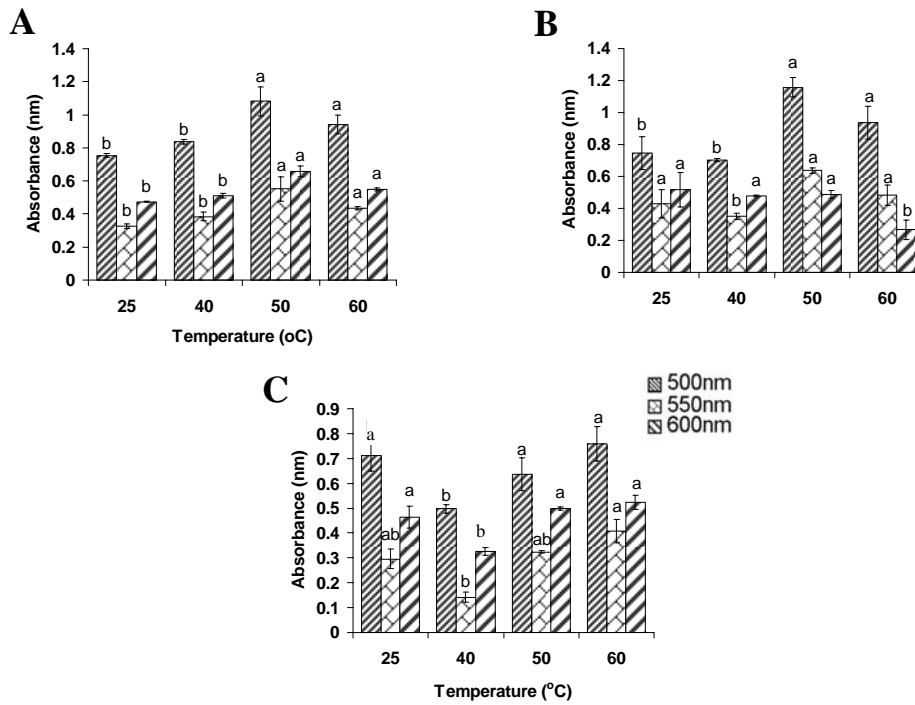 A
Absorbance (nm)
1.4
1.2
1
0.8
0.6
0.4
0.2
0
b b b
b b b
a a a
a a a
25 40 50 60
Temperature (oC)
B
Absorbance (nm)
1.4
1.2
1
0.8
0.6
0.4
0.2
0
b a a
b b a
a a a
a a b
25 40 50 60
C
500nm
550nm
600nm
Absorbance (nm)
0.9
0.8
0.7
0.6
0.5
0.4
0.3
0.2
0.1
0
a ab a
b b b
a ab a
a a a
25 40 50 60
Temperature (°C)